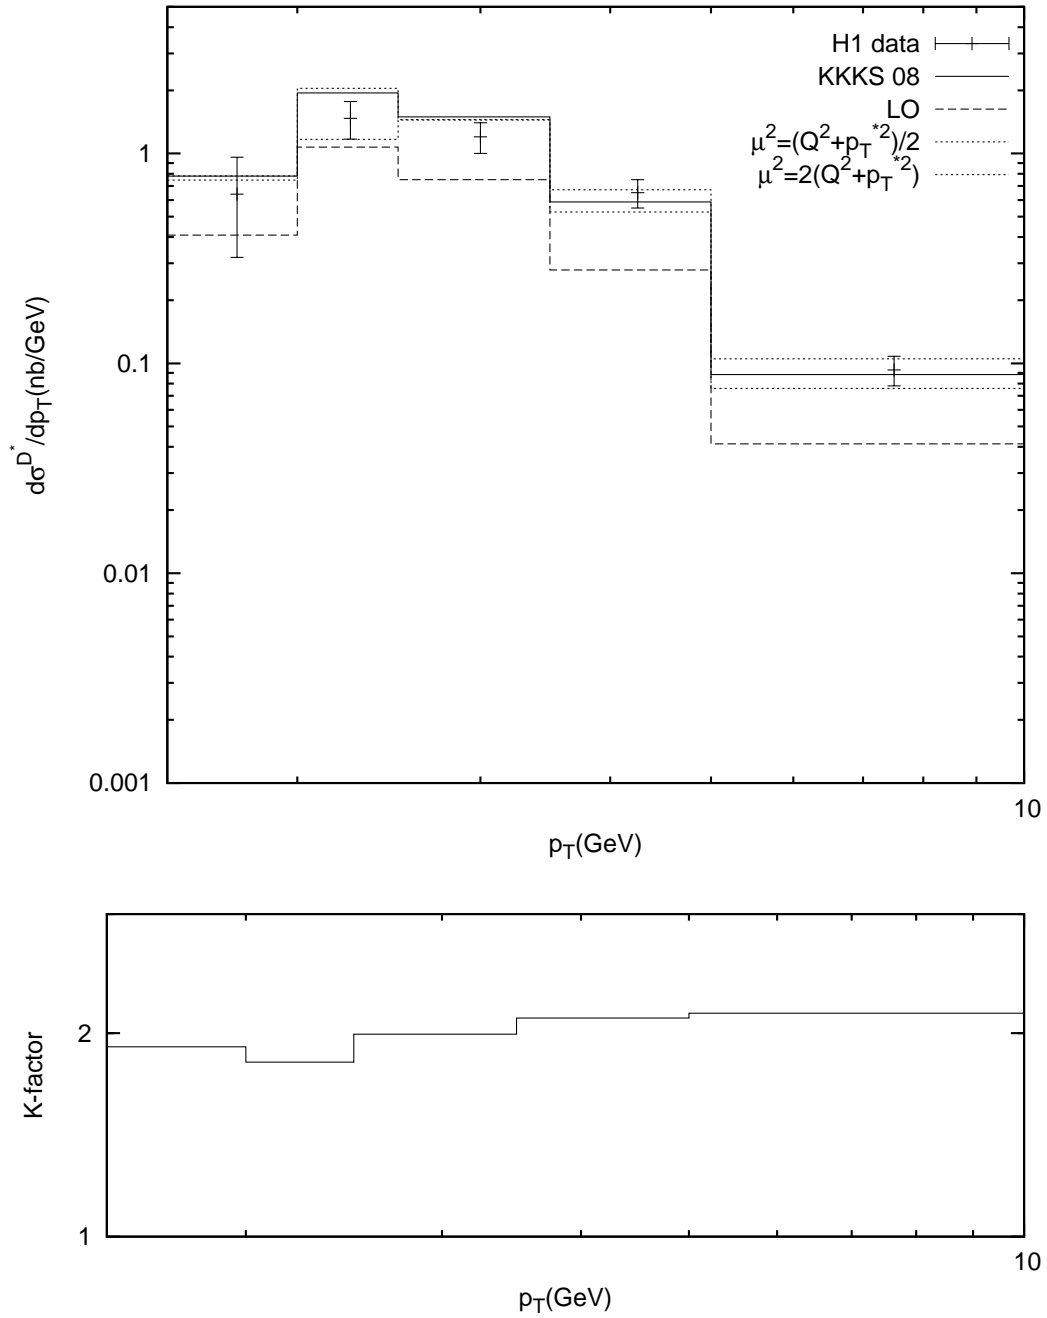 H1 data
KKKS 08
LO
μ²=(Q²+p_T^*2)/2
μ²=2(Q²+p_T^*2)
1
0.1
0.01
0.001
dσ^D*/dp_T(nb/GeV)
10
p_T(GeV)
2
1
K-factor
10
p_T(GeV)